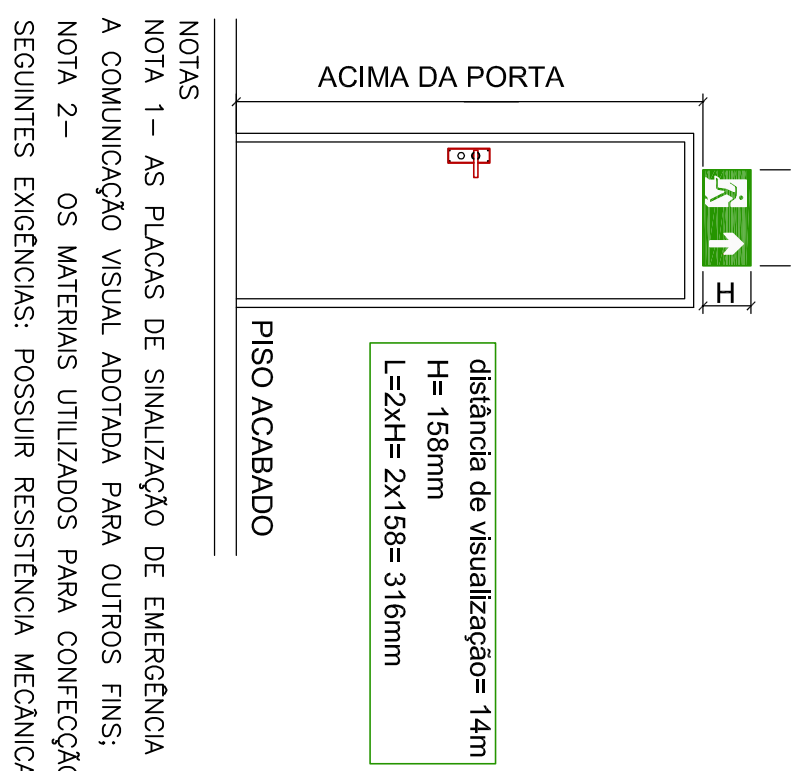 ACIMA DA PORTA
H
PISO ACABADO
distância de visualização= 14m
H= 158mm
L=2xH= 2x158= 316mm
NOTAS
NOTA 1– AS PLACAS DE SINALIZAÇÃO DE EMERGÊNCIA
A COMUNICAÇÃO VISUAL ADOTADA PARA OUTROS FINS;
NOTA 2– OS MATERIAIS UTILIZADOS PARA CONFECÇÃO
SEGUINTES EXIGÊNCIAS: POSSUIR RESISTÊNCIA MECÂNICA